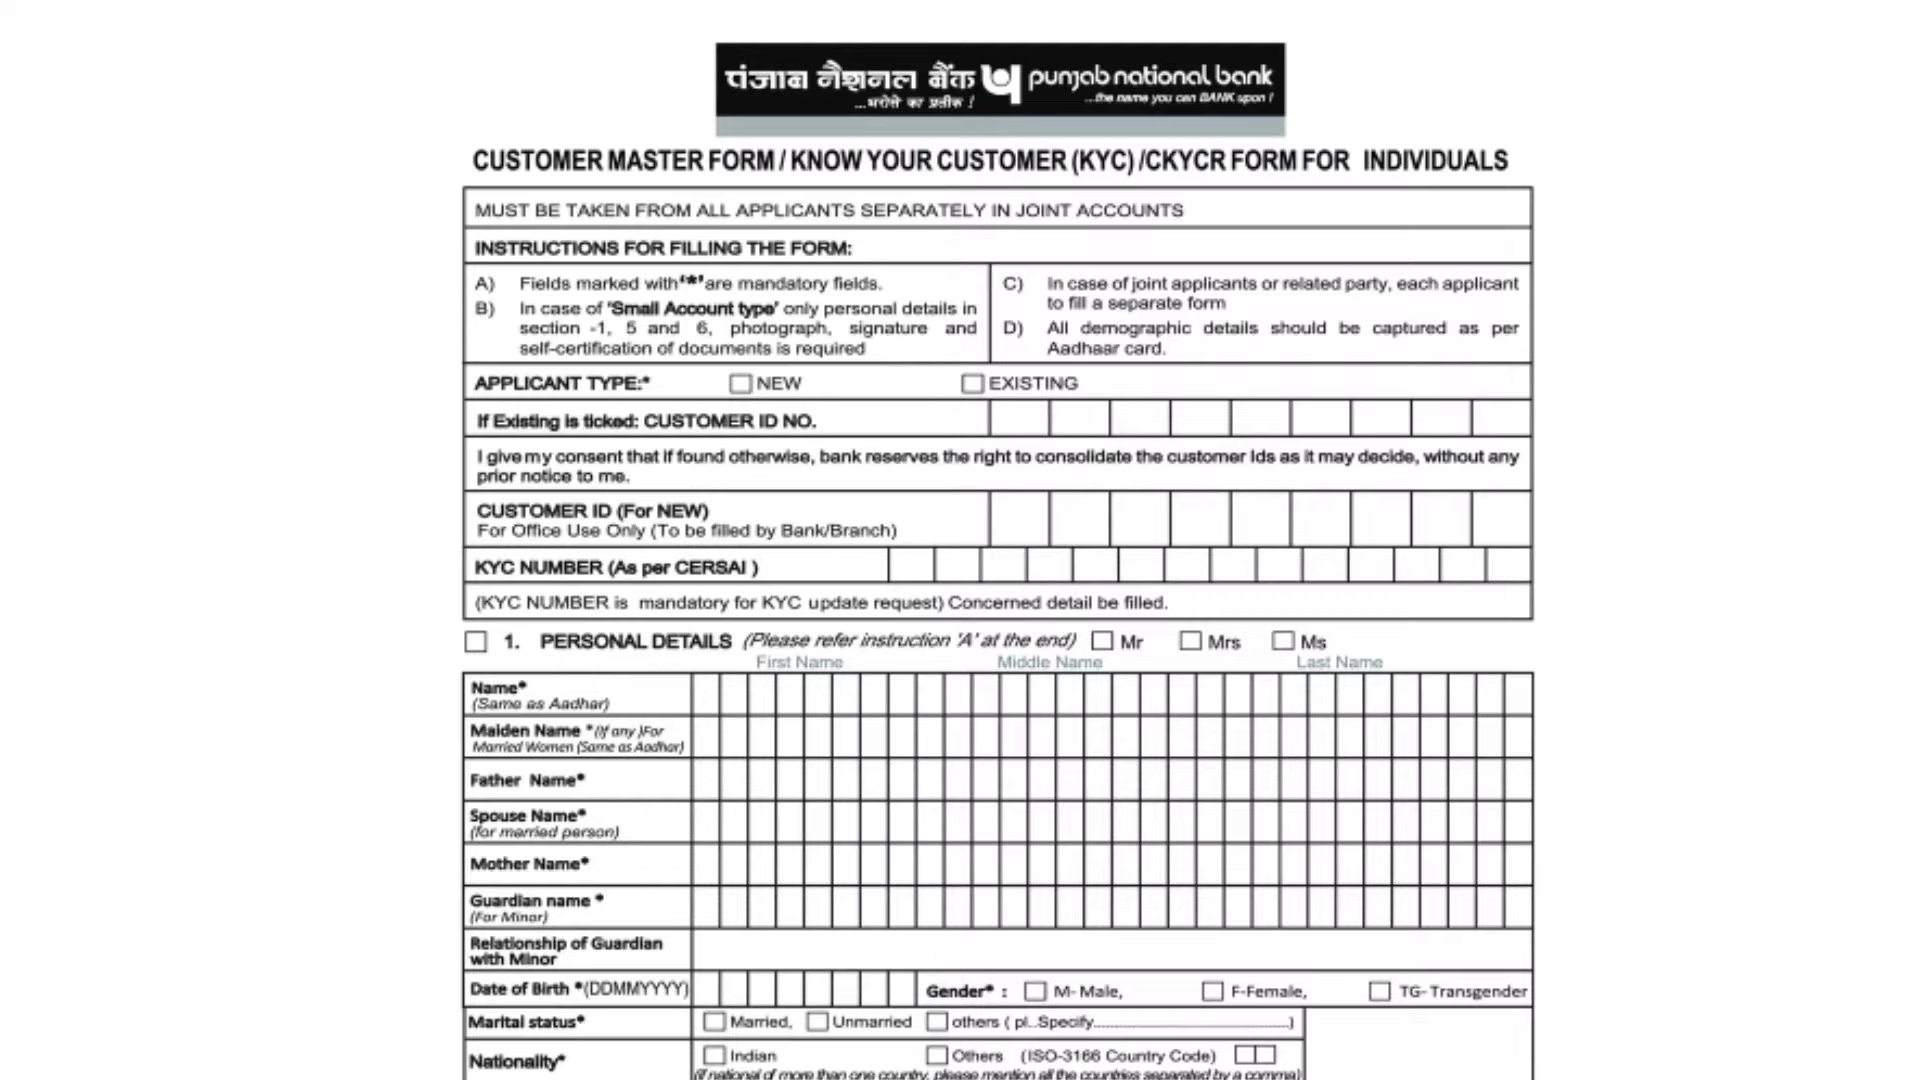 पंजाब नैशनल बैंक punjab national bank
...भरोसे का प्रतीक ! ...the name you can BANK upon !
CUSTOMER MASTER FORM / KNOW YOUR CUSTOMER (KYC) /CKYCR FORM FOR INDIVIDUALS
MUST BE TAKEN FROM ALL APPLICANTS SEPARATELY IN JOINT ACCOUNTS
INSTRUCTIONS FOR FILLING THE FORM:
A) Fields marked with '*' are mandatory fields.
B) In case of 'Small Account type' only personal details in
section -1, 5 and 6, photograph, signature and
self-certification of documents is required
C) In case of joint applicants or related party, each applicant
to fill a separate form
D) All demographic details should be captured as per
Aadhaar card.
APPLICANT TYPE:* NEW EXISTING
If Existing is ticked: CUSTOMER ID NO.
I give my consent that if found otherwise, bank reserves the right to consolidate the customer Ids as it may decide, without any
prior notice to me.
CUSTOMER ID (For NEW)
For Office Use Only (To be filled by Bank/Branch)
KYC NUMBER (As per CERSAI )
(KYC NUMBER is mandatory for KYC update request) Concerned detail be filled.
1. PERSONAL DETAILS (Please refer instruction 'A' at the end) Mr Mrs Ms
First Name Middle Name Last Name
Name*
(Same as Aadhar)
Maiden Name *(If any )For
Married Women (Same as Aadhar)
Father Name*
Spouse Name*
(for married person)
Mother Name*
Guardian name *
(For Minor)
Relationship of Guardian
with Minor
Date of Birth *(DDMMYYYY) Gender* : M- Male, F-Female, TG- Transgender
Marital status* Married, Unmarried others ( pl..Specify..................................................)
Nationality* Indian Others (ISO-3166 Country Code)
(If national of more than one country, please mention all the countries separated by a comma)